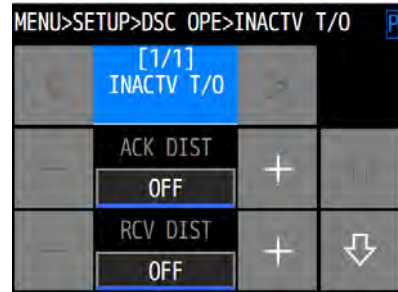 MENU>SETUP>DSC OPE>INACTV T/O P
[1/1]
INACTV T/O
ACK DIST
- OFF +
RCV DIST
- OFF +